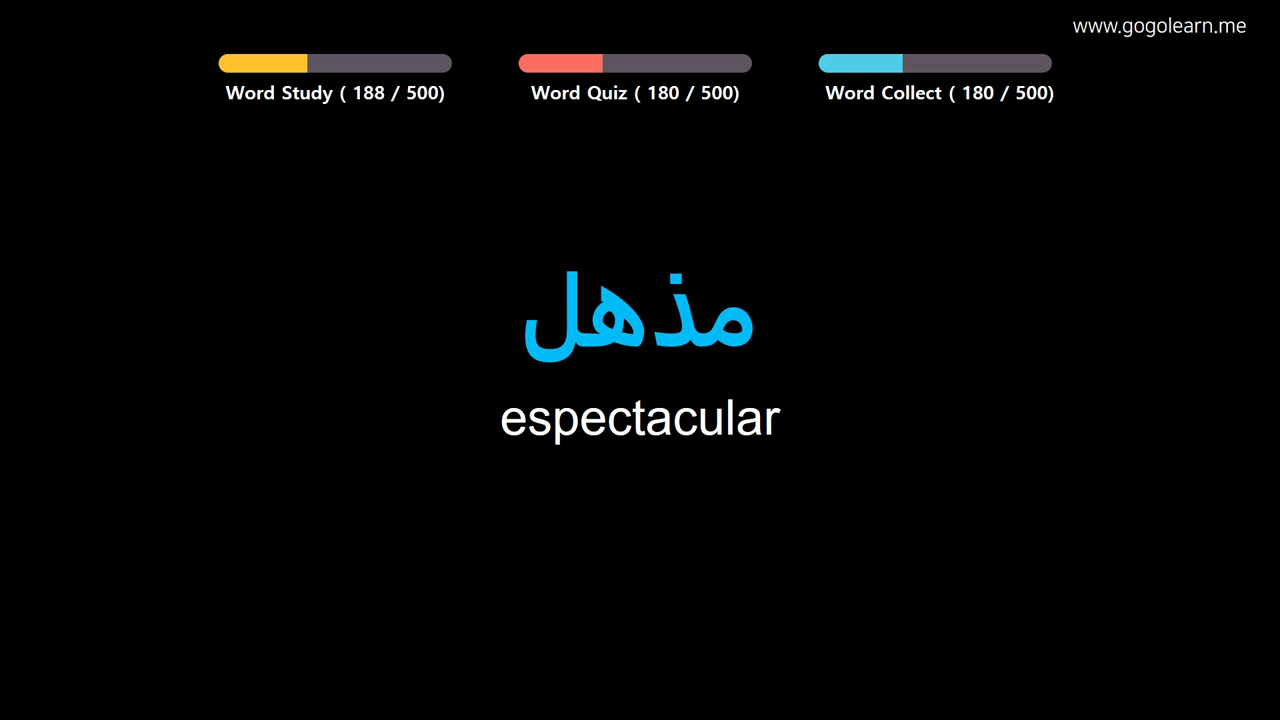 www.gogolearn.me
Word Study ( 188 / 500)
Word Quiz ( 180 / 500)
Word Collect ( 180 / 500)
مذهل
espectacular